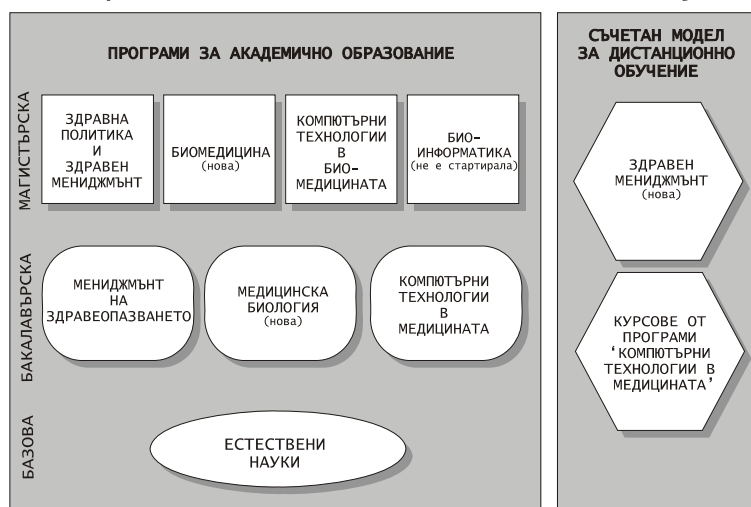 ПРОГРАМИ ЗА АКАДЕМИЧНО ОБРАЗОВАНИЕ
МАГИСТЪРСКА
ЗДРАВНА
ПОЛИТИКА
И
ЗДРАВЕН
МЕНИДЖМЪНТ
БИОМЕДИЦИНА
(нова)
КОМПЮТЪРНИ
ТЕХНОЛОГИИ
В
БИО-
МЕДИЦИНАТА
БИО-
ИНФОРМАТИКА
(не е стартирала)
БАКАЛАВЪРСКА
МЕНИДЖМЪНТ
НА
ЗДРАВЕОПАЗВАНЕТО
МЕДИЦИНСКА
БИОЛОГИЯ
(нова)
КОМПЮТЪРНИ
ТЕХНОЛОГИИ
В
МЕДИЦИНАТА
БАЗОВА
ЕСТЕСТВЕНИ
НАУКИ
СЪЧЕТАН МОДЕЛ
ЗА ДИСТАНЦИОННО
ОБУЧЕНИЕ
ЗДРАВЕН
МЕНИДЖМЪНТ
(нова)
КУРСОВЕ ОТ
ПРОГРАМИ
‘КОМПЮТЪРНИ
ТЕХНОЛОГИИ В
МЕДИЦИНАТА’